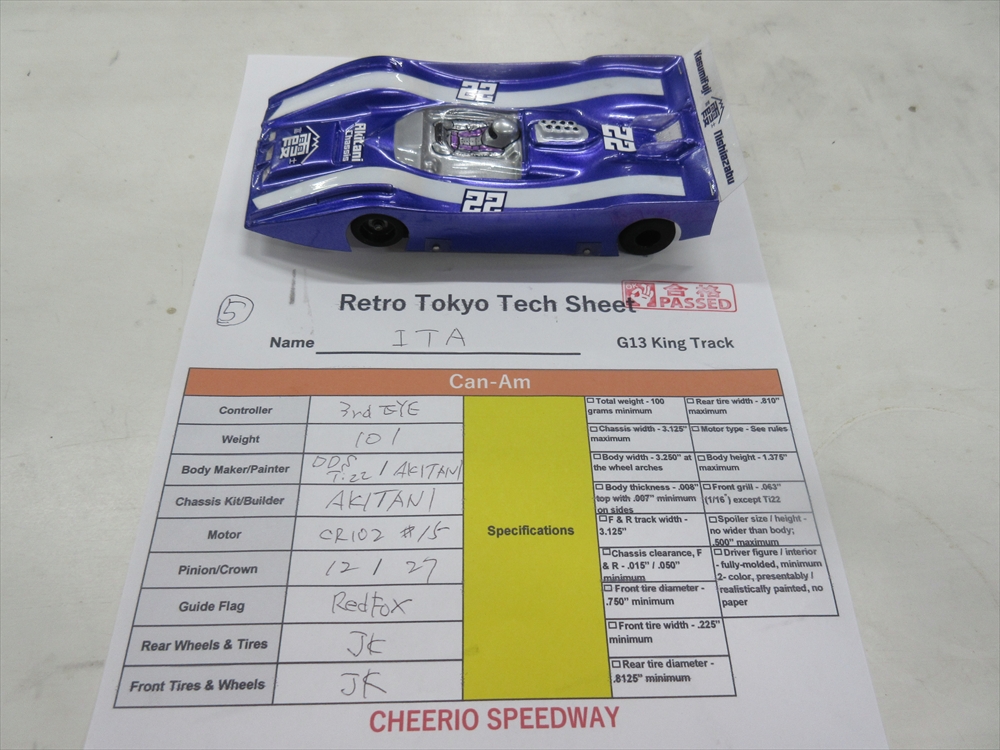 22
KasumiFuji
霞
Nishiazabu
22
Akitani
Chassis
22
合格
PASSED
5
Retro Tokyo Tech Sheet
Name ITA G13 King Track
Can-Am
Controller 3rd EYE
Weight 101
Body Maker/Painter DDS Ti22 / AKITANI
Chassis Kit/Builder AKITANI
Motor CR102 #15
Pinion/Crown 12 / 27
Guide Flag RedFox
Rear Wheels & Tires JK
Front Tires & Wheels JK
Specifications
Total weight - 100
grams minimum
Chassis width - 3.125"
maximum
Body width - 3.250" at
the wheel arches
Body thickness - .008"
top with .007" minimum
on sides
F & R track width -
3.125"
Chassis clearance, F
& R - .015" / .050"
minimum
Front tire diameter -
.750" minimum
Front tire width - .225"
minimum
Rear tire diameter -
.8125" minimum
Rear tire width - .810"
maximum
Motor type - See rules
Body height - 1.375"
maximum
Front grill - .063"
(1/16") except Ti22
Spoiler size / height -
no wider than body;
.500" maximum
Driver figure / interior
- fully-molded, minimum
2- color, presentably /
realistically painted, no
paper
CHEERIO SPEEDWAY